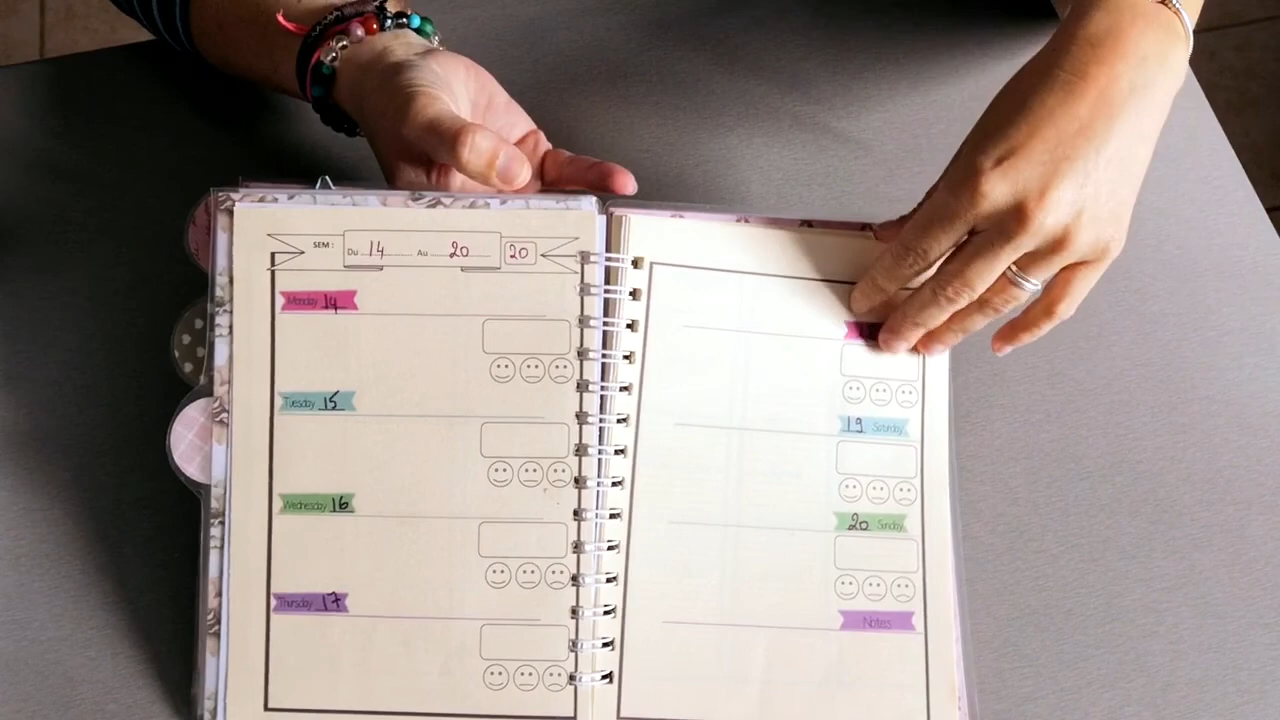 SEM :
Du 14 Au 20 20
Monday 14
Tuesday 15
Wednesday 16
Thursday 17
19 Saturday
20 Sunday
Notes